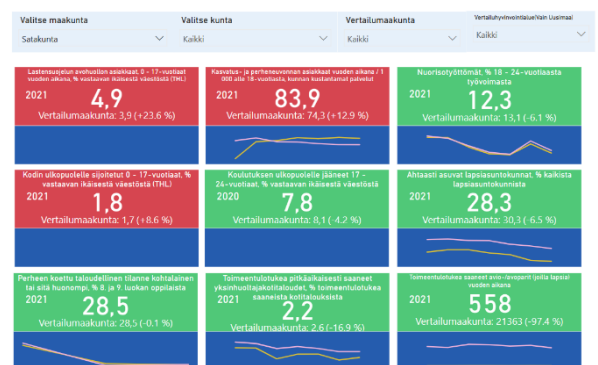 Valitse maakunta
Valitse kunta
Vertailumaakunta
Vertailuhyvinvointialue(Vain Uusimaa)
Satakunta
Kaikki
Kaikki
Kaikki
Lastensuojelun avohuollon asiakkaat, 0 - 17-vuotiaat
vuoden aikana, % vastaavan ikäisestä väestöstä (THL)
2021
4,9
Vertailumaakunta: 3,9 (+23.6 %)
Kasvatus- ja perheneuvonnan asiakkaat vuoden aikana / 1
000 alle 18-vuotiasta, kunnan kustantamat palvelut
2021
83,9
Vertailumaakunta: 74,3 (+12.9 %)
Nuorisotyöttömät, % 18 - 24-vuotiaasta
työvoimasta
2021
12,3
Vertailumaakunta: 13,1 (-6.1 %)
Kodin ulkopuolelle sijoitetut 0 - 17-vuotiaat, %
vastaavan ikäisestä väestöstä (THL)
2021
1,8
Vertailumaakunta: 1,7 (+8.6 %)
Koulutuksen ulkopuolelle jääneet 17 -
24-vuotiaat, % vastaavan ikäisestä väestöstä
2020
7,8
Vertailumaakunta: 8,1 (-4.2 %)
Ahtaasti asuvat lapsiasuntokunnat, % kaikista
lapsiasuntokunnista
2021
28,3
Vertailumaakunta: 30,3 (-6.5 %)
Perheen koettu taloudellinen tilanne kohtalainen
tai sitä huonompi, % 8. ja 9. luokan oppilaista
2021
28,5
Vertailumaakunta: 28,5 (-0.1 %)
Toimeentulotukea pitkäaikaisesti saaneet
yksinhuoltajakotitaloudet, % toimeentulotukea
saaneista kotitalouksista
2021
2,2
Vertailumaakunta: 2,6 (-16.9 %)
Toimeentulotukea saaneet avio-/avoparit (joilla lapsia)
vuoden aikana
2021
558
Vertailumaakunta: 21363 (-97.4 %)